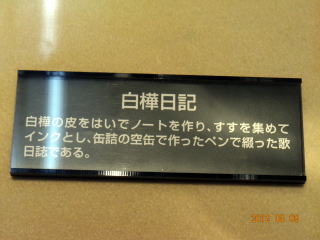 白樺日記
白樺の皮をはいでノートを作り、すすを集めて
インクとし、缶詰の空缶で作ったペンで綴った歌
日誌である。